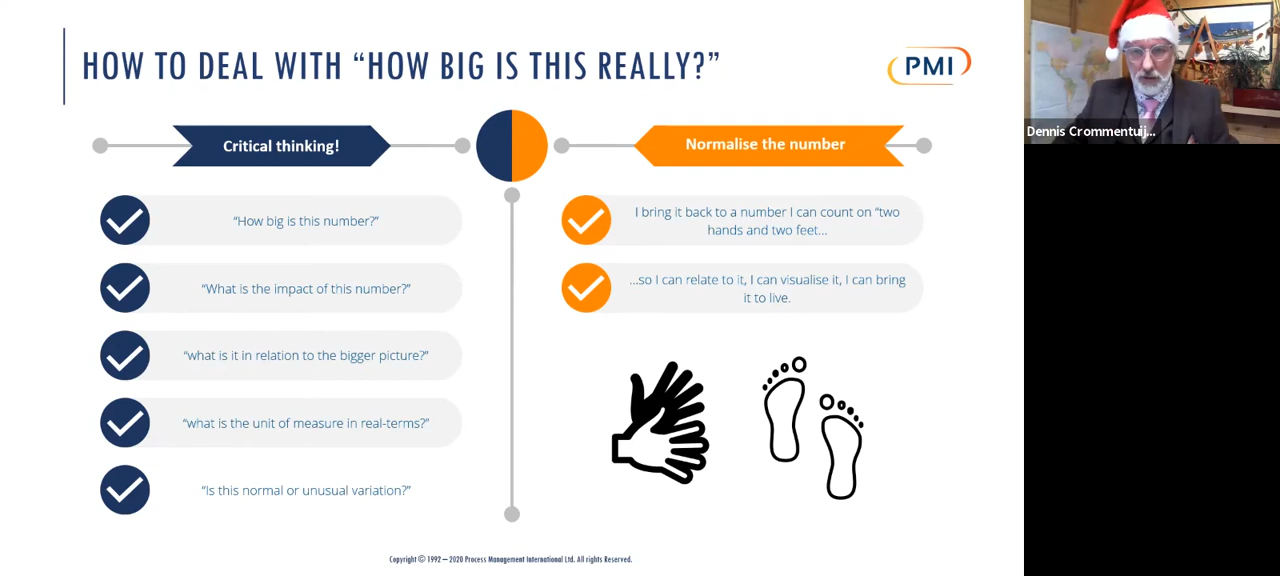 HOW TO DEAL WITH “HOW BIG IS THIS REALLY?”
PMI
Critical thinking!
“How big is this number?”
“What is the impact of this number?”
“what is it in relation to the bigger picture?”
“what is the unit of measure in real-terms?”
“Is this normal or unusual variation?”
Normalise the number
I bring it back to a number I can count on “two
hands and two feet...
...so I can relate to it, I can visualise it, I can bring
it to live.
Copyright © 1992 – 2020 Process Management International Ltd. All rights Reserved.
Dennis Crommentuij...